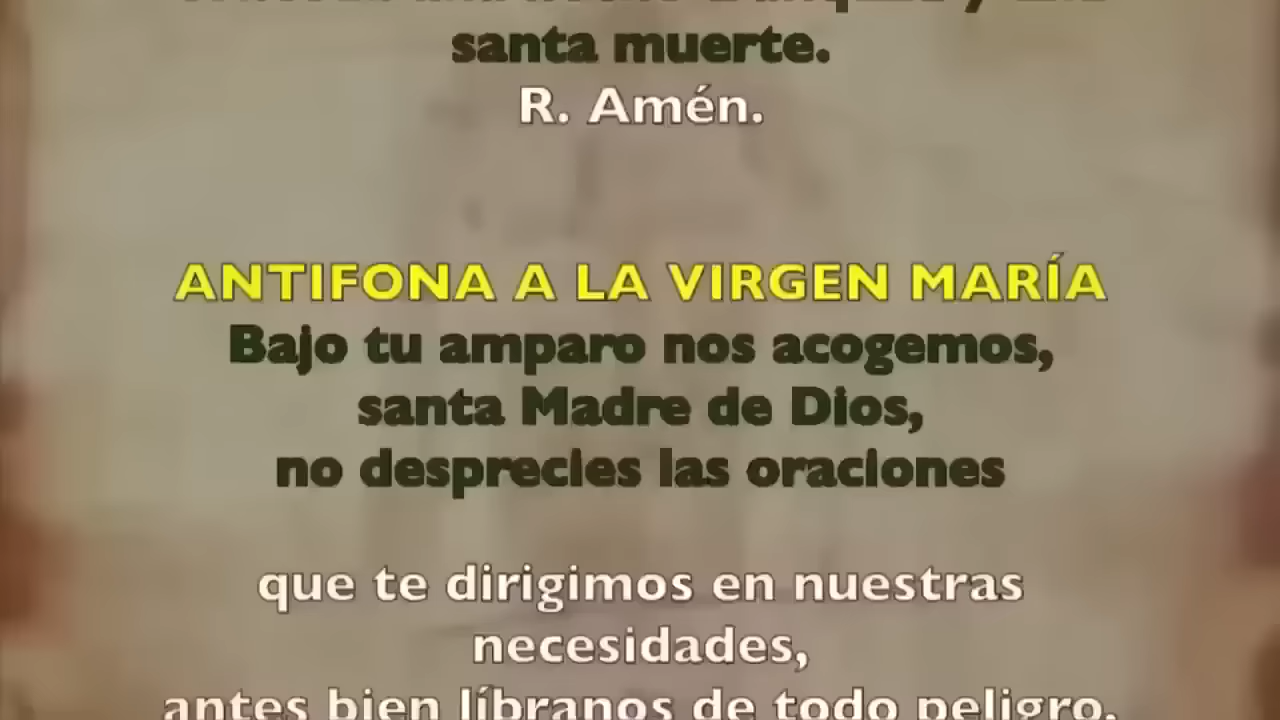 santa muerte.
R. Amén.
ANTIFONA A LA VIRGEN MARÍA
Bajo tu amparo nos acogemos,
santa Madre de Dios,
no desprecies las oraciones
que te dirigimos en nuestras
necesidades,
antes bien líbranos de todo peligro,